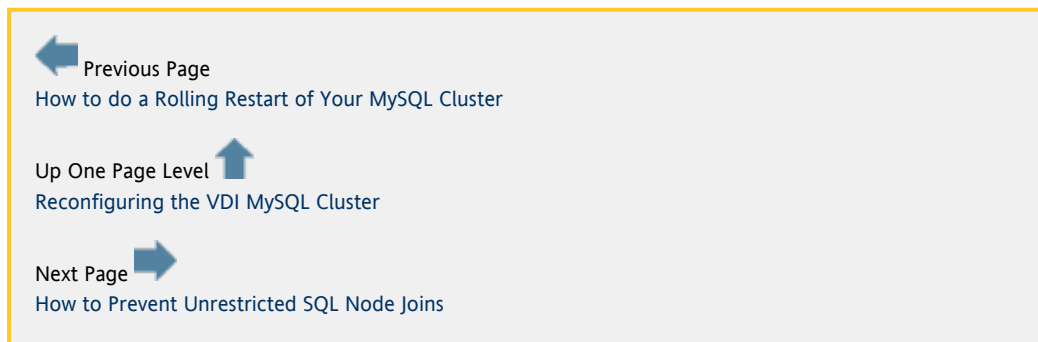 Previous Page
How to do a Rolling Restart of Your MySQL Cluster
Up One Page Level
Reconfiguring the VDI MySQL Cluster
Next Page
How to Prevent Unrestricted SQL Node Joins